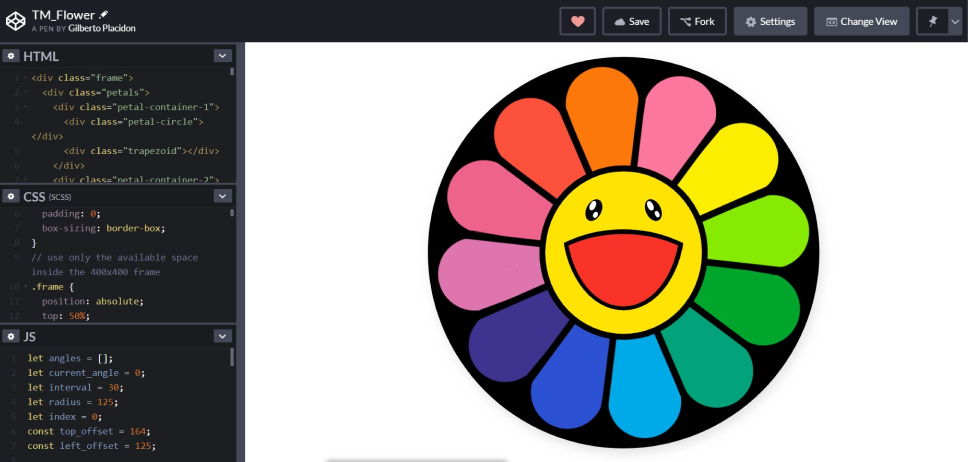 TM_Flower
A PEN BY Gilberto Placidon
Save
Fork
Settings
Change View
HTML
1 <div class="frame">
2 <div class="petals">
3 <div class="petal-container-1">
4 <div class="petal-circle">
</div>
5 <div class="trapezoid"></div>
6 </div>
7 <div class="petal-container-2">
CSS (SCSS)
6 padding: 0;
7 box-sizing: border-box;
8 }
9 // use only the available space
inside the 400x400 frame
10 .frame {
11 position: absolute;
12 top: 50%;
JS
1 let angles = [];
2 let current_angle = 0;
3 let interval = 30;
4 let radius = 125;
5 let index = 0;
6 const top_offset = 164;
7 const left_offset = 125;